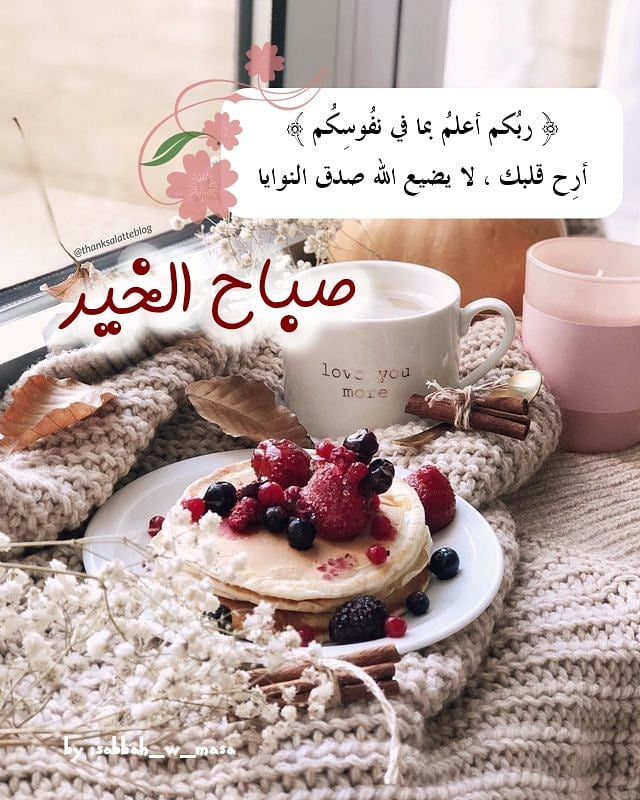 ﴿ ربُكم أعلمُ بما في نفُوسِكُم ﴾
أرِح قلبك ، لا يضيع الله صدق النوايا
@thanksalatteblog
صباح الخير
love you
more
by :sabbah_w_masa